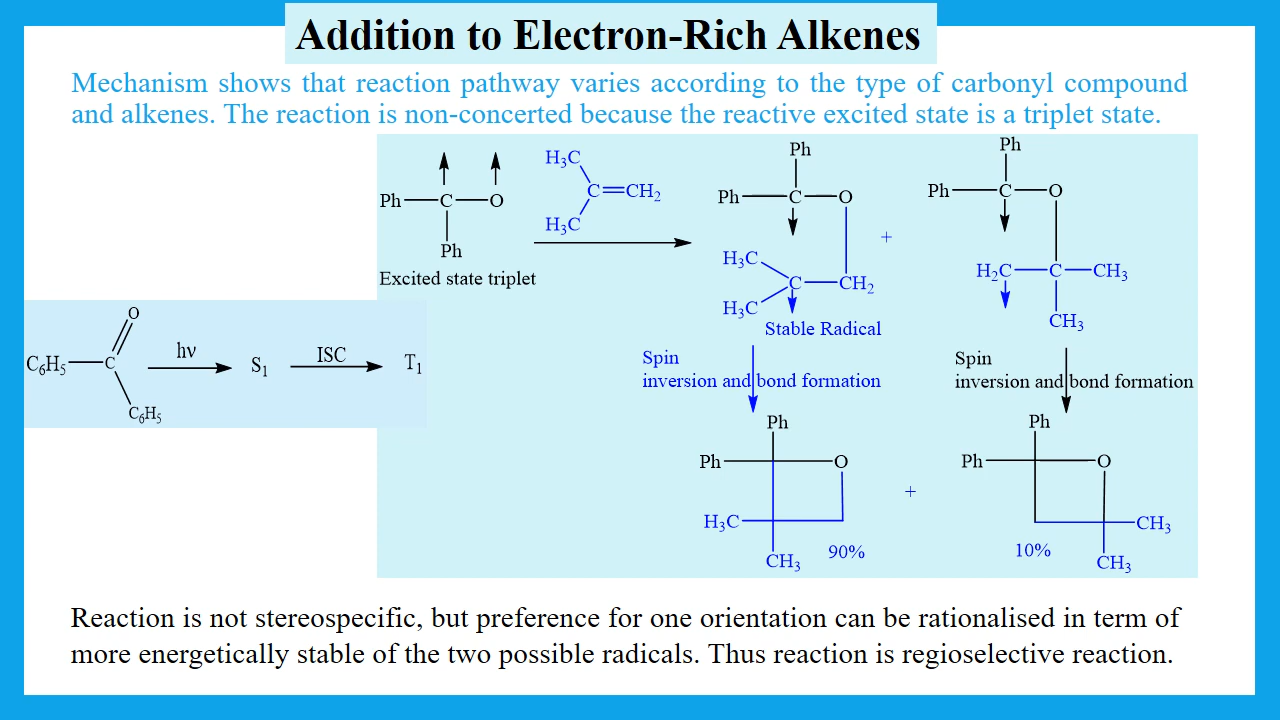 Addition to Electron-Rich Alkenes
Mechanism shows that reaction pathway varies according to the type of carbonyl compound
and alkenes. The reaction is non-concerted because the reactive excited state is a triplet state.
Ph—C—O
Ph
Excited state triplet
H₃C
C=CH₂
H₃C
Ph
Ph—C—O
H₃C
C—CH₂
H₃C
Stable Radical
+
Ph
Ph—C—O
H₂C—C—CH₃
CH₃
O
C₆H₅—C
C₆H₅
hν
S₁
ISC
T₁
Spin
inversion and bond formation
Spin
inversion and bond formation
Ph
Ph—O
H₃C
CH₃
90%
+
Ph
Ph—O
CH₃
10%
CH₃
Reaction is not stereospecific, but preference for one orientation can be rationalised in term of
more energetically stable of the two possible radicals. Thus reaction is regioselective reaction.